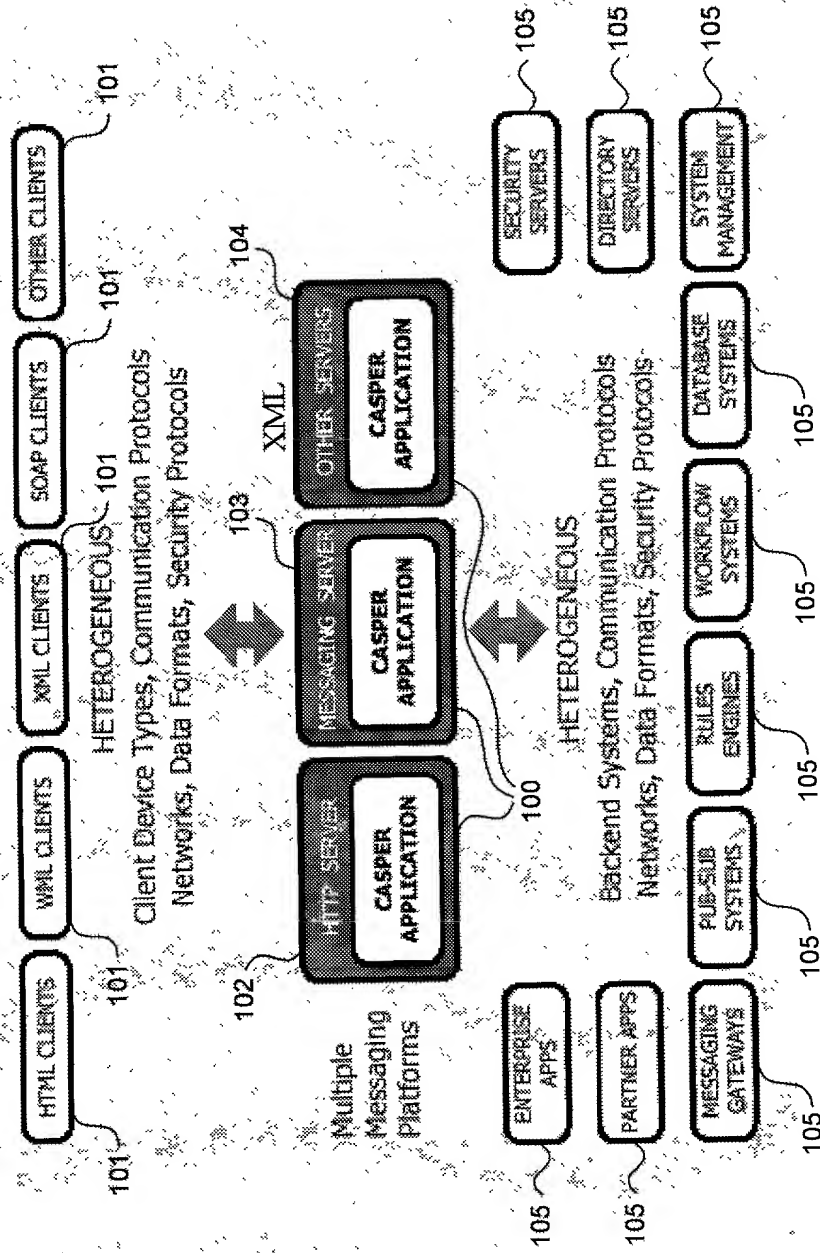 HTML CLIENTS
WML CLIENTS
XML CLIENTS
SOAP CLIENTS
OTHER CLIENTS
101
101
101
101
101
HETEROGENEOUS
Client Device Types, Communication Protocols
Networks, Data Formats, Security Protocols
XML
102
103
104
Multiple
Messaging
Platforms
HTTP SERVER
CASPER
APPLICATION
MESSAGING SERVER
CASPER
APPLICATION
OTHER SERVERS
CASPER
APPLICATION
100
HETEROGENEOUS
Backend Systems, Communication Protocols
Networks, Data Formats, Security Protocols
ENTERPRISE
APPS
105
PARTNER APPS
105
SECURITY
SERVERS
105
DIRECTORY
SERVERS
105
MESSAGING
GATEWAYS
105
PUB-SUB
SYSTEMS
105
RULES
ENGINES
105
WORKFLOW
SYSTEMS
105
DATABASE
SYSTEMS
105
SYSTEM
MANAGEMENT
105